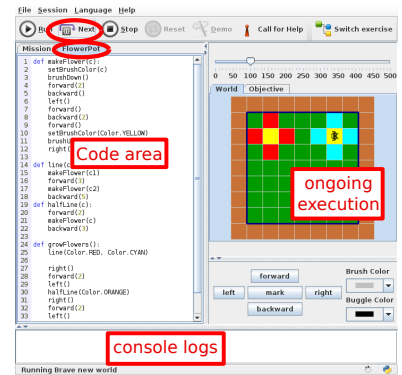 File Session Language Help
Run Next Stop Reset Demo Call for Help Switch exercise
Mission FlowerPot
1 def makeFlower(c):
2 setBrushColor(c)
3 brushDown()
4 forward(2)
5 backward()
6 left()
7 forward()
8 backward(2)
9 forward()
10 setBrushColor(Color.YELLOW)
11
12
13
14 def line(c
15 makeFlower(c1)
16 forward(3)
17 makeFlower(c2)
18 backward(5)
19 def halfLine(c):
20 forward(2)
21 makeFlower(c)
22 backward(3)
23
24 def growFlowers():
25 line(Color.RED, Color.CYAN)
26
27 right()
28 forward(2)
29 left()
30 halfLine(Color.ORANGE)
31 right()
32 forward(2)
33 left()
Code area
0 50 100 150 200 250 300 350 400 450 500
World Objective
ongoing
execution
forward
left mark right
backward
Brush Color
Buggle Color
console logs
Running Brave new world